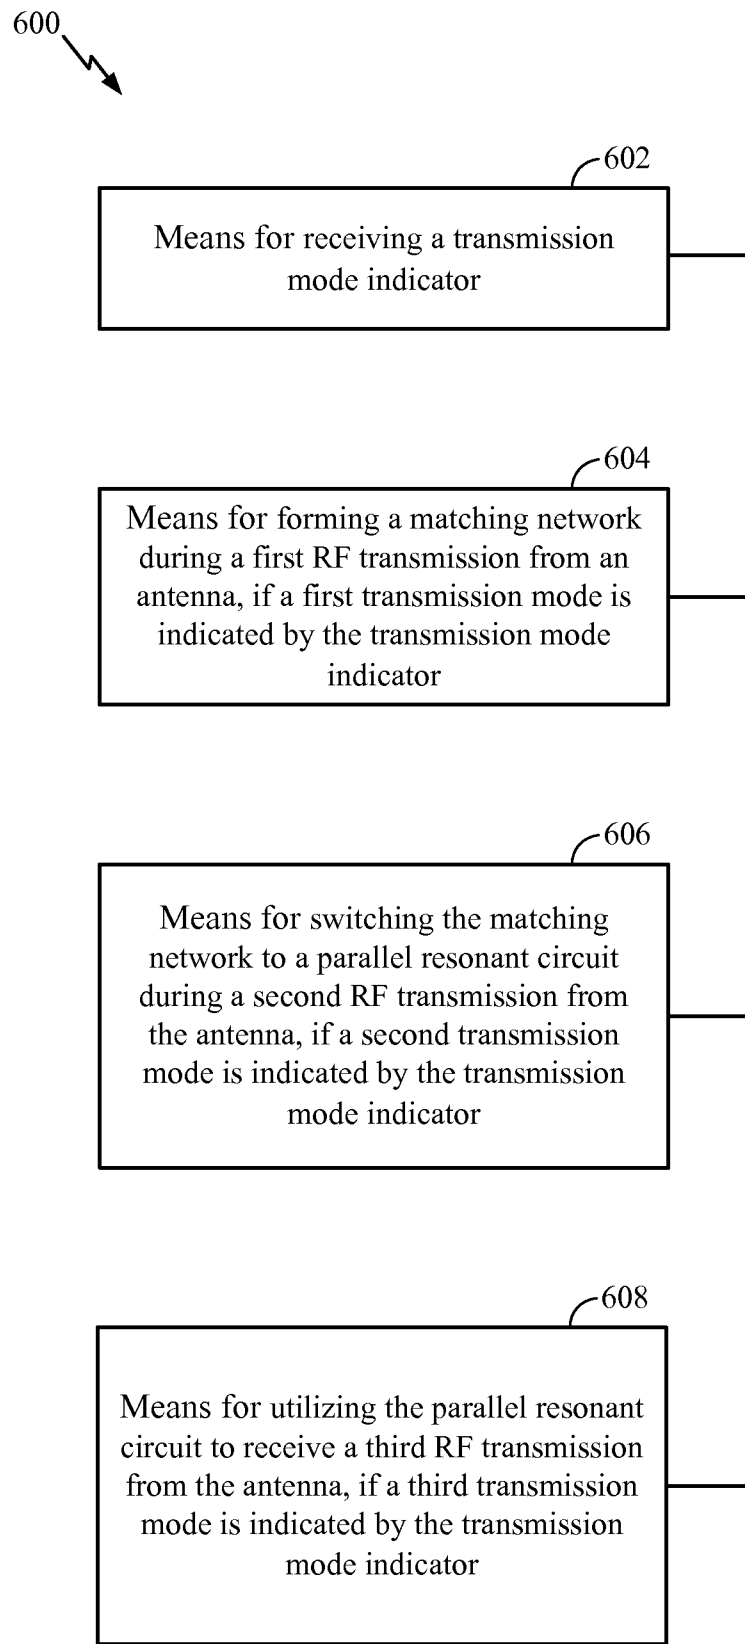 600
602
Means for receiving a transmission
mode indicator
604
Means for forming a matching network
during a first RF transmission from an
antenna, if a first transmission mode is
indicated by the transmission mode
indicator
606
Means for switching the matching
network to a parallel resonant circuit
during a second RF transmission from
the antenna, if a second transmission
mode is indicated by the transmission
mode indicator
608
Means for utilizing the parallel resonant
circuit to receive a third RF transmission
from the antenna, if a third transmission
mode is indicated by the transmission
mode indicator